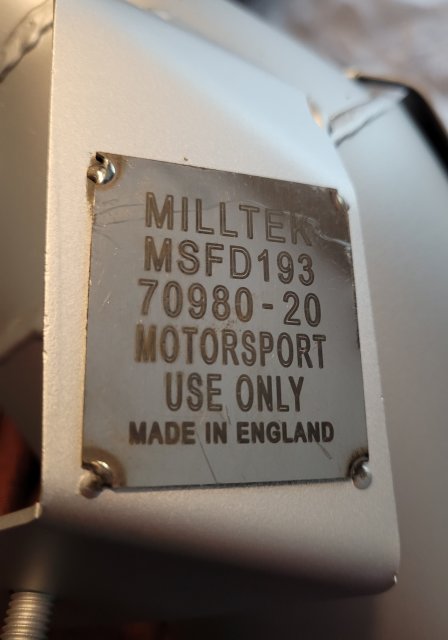 MILLTEK
MSFD193
70980-20
MOTORSPORT
USE ONLY
MADE IN ENGLAND